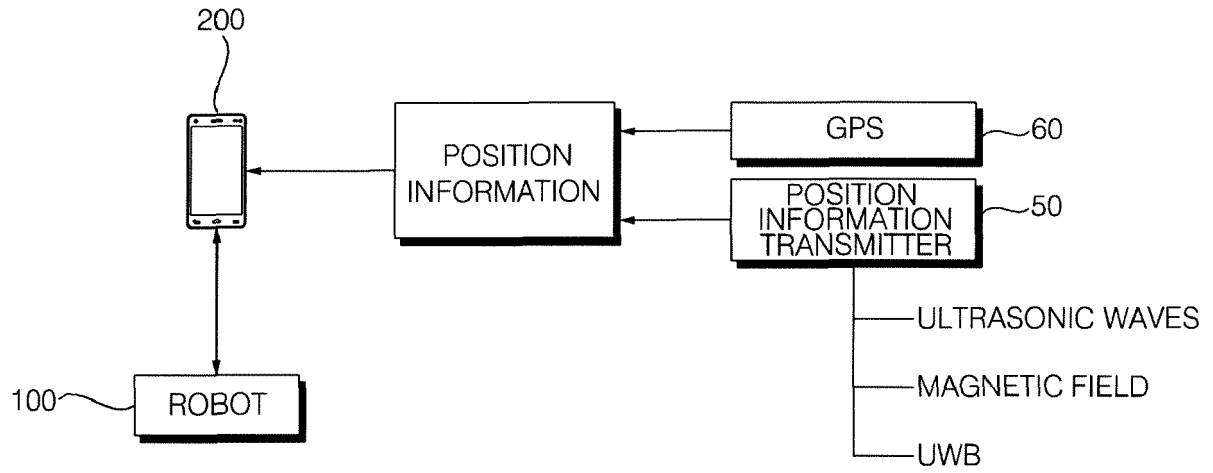 200
GPS
60
POSITION
INFORMATION
POSITION
INFORMATION
TRANSMITTER
50
ULTRASONIC WAVES
MAGNETIC FIELD
UWB
100
ROBOT